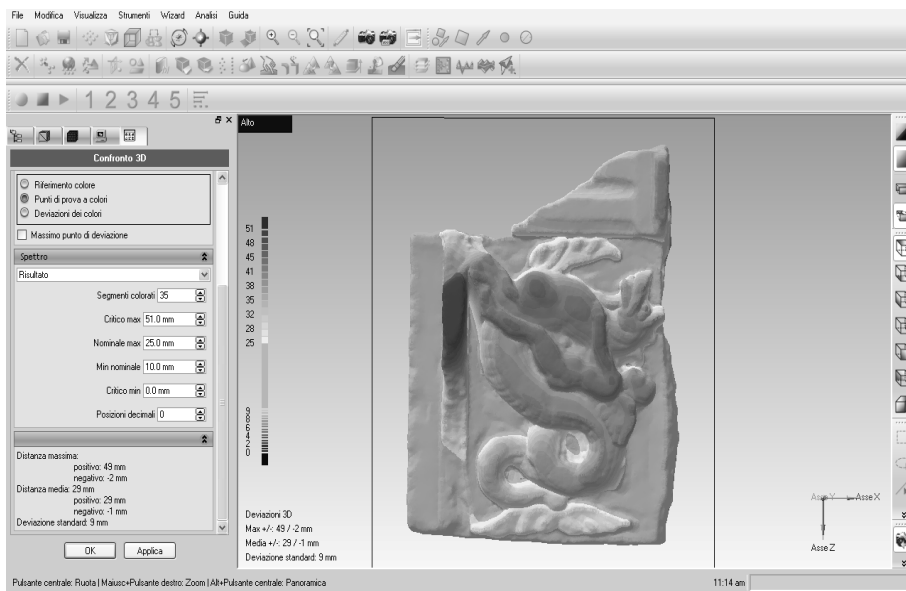 File Modifica Visualizza Strumenti Wizard Analisi Guida
1 2 3 4 5
Confronto 3D
Riferimento colore
Punti di prova a colori
Deviazioni dei colori
Massimo punto di deviazione
Spettro
Risultato
Segmenti colorati 35
Critico max 51.0 mm
Nominale max 25.0 mm
Min nominale 10.0 mm
Critico min 0.0 mm
Posizioni decimali 0
Distanza massima:
positivo: 49 mm
negativo: -2 mm
Distanza media: 29 mm
positivo: 29 mm
negativo: -1 mm
Deviazione standard: 9 mm
OK Applica
Alto
51
48
45
41
38
35
32
28
25
9
8
6
4
2
0
Deviazioni 3D
Max +/-: 49 / -2 mm
Media +/-: 29 / -1 mm
Deviazione standard: 9 mm
Asse Y Asse X
Asse Z
Pulsante centrale: Ruota | Maiusc+Pulsante destro: Zoom | Alt+Pulsante centrale: Panoramica 11:14 am